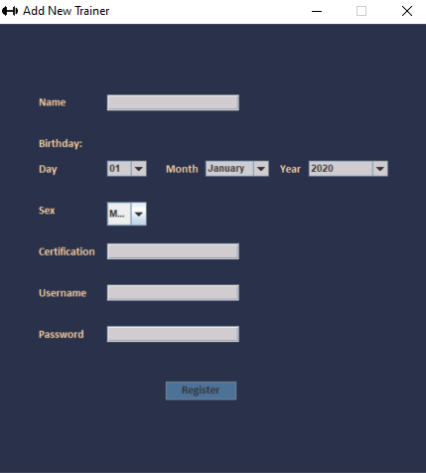 Add New Trainer
Name
Birthday:
Day 01 Month January Year 2020
Sex M...
Certification
Username
Password
Register